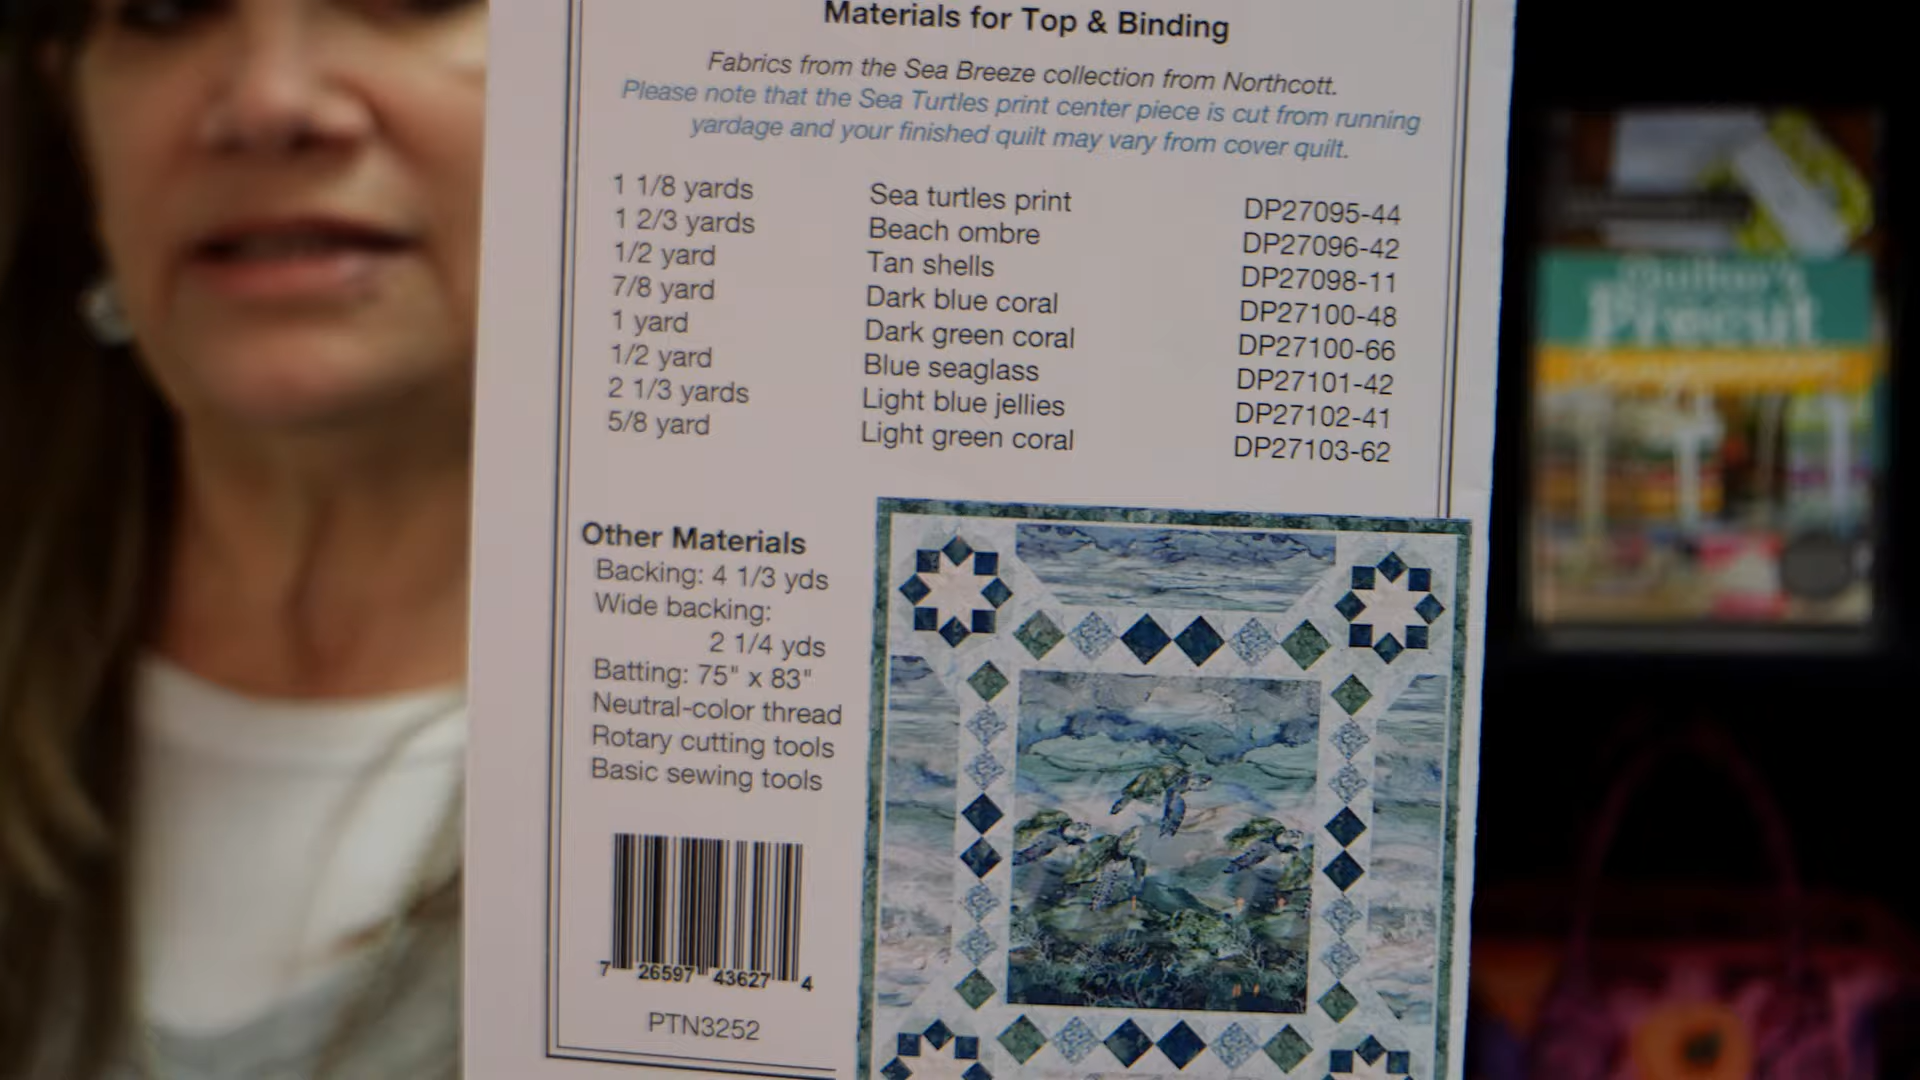 Materials for Top & Binding
Fabrics from the Sea Breeze collection from Northcott.
Please note that the Sea Turtles print center piece is cut from running
yardage and your finished quilt may vary from cover quilt.
1 1/8 yards Sea turtles print DP27095-44
1 2/3 yards Beach ombre DP27096-42
1/2 yard Tan shells DP27098-11
7/8 yard Dark blue coral DP27100-48
1 yard Dark green coral DP27100-66
1/2 yard Blue seaglass DP27101-42
2 1/3 yards Light blue jellies DP27102-41
5/8 yard Light green coral DP27103-62
Other Materials
Backing: 4 1/3 yds
Wide backing:
2 1/4 yds
Batting: 75" x 83"
Neutral-color thread
Rotary cutting tools
Basic sewing tools
7 26597 43627 4
PTN3252
Quilter's
Precut